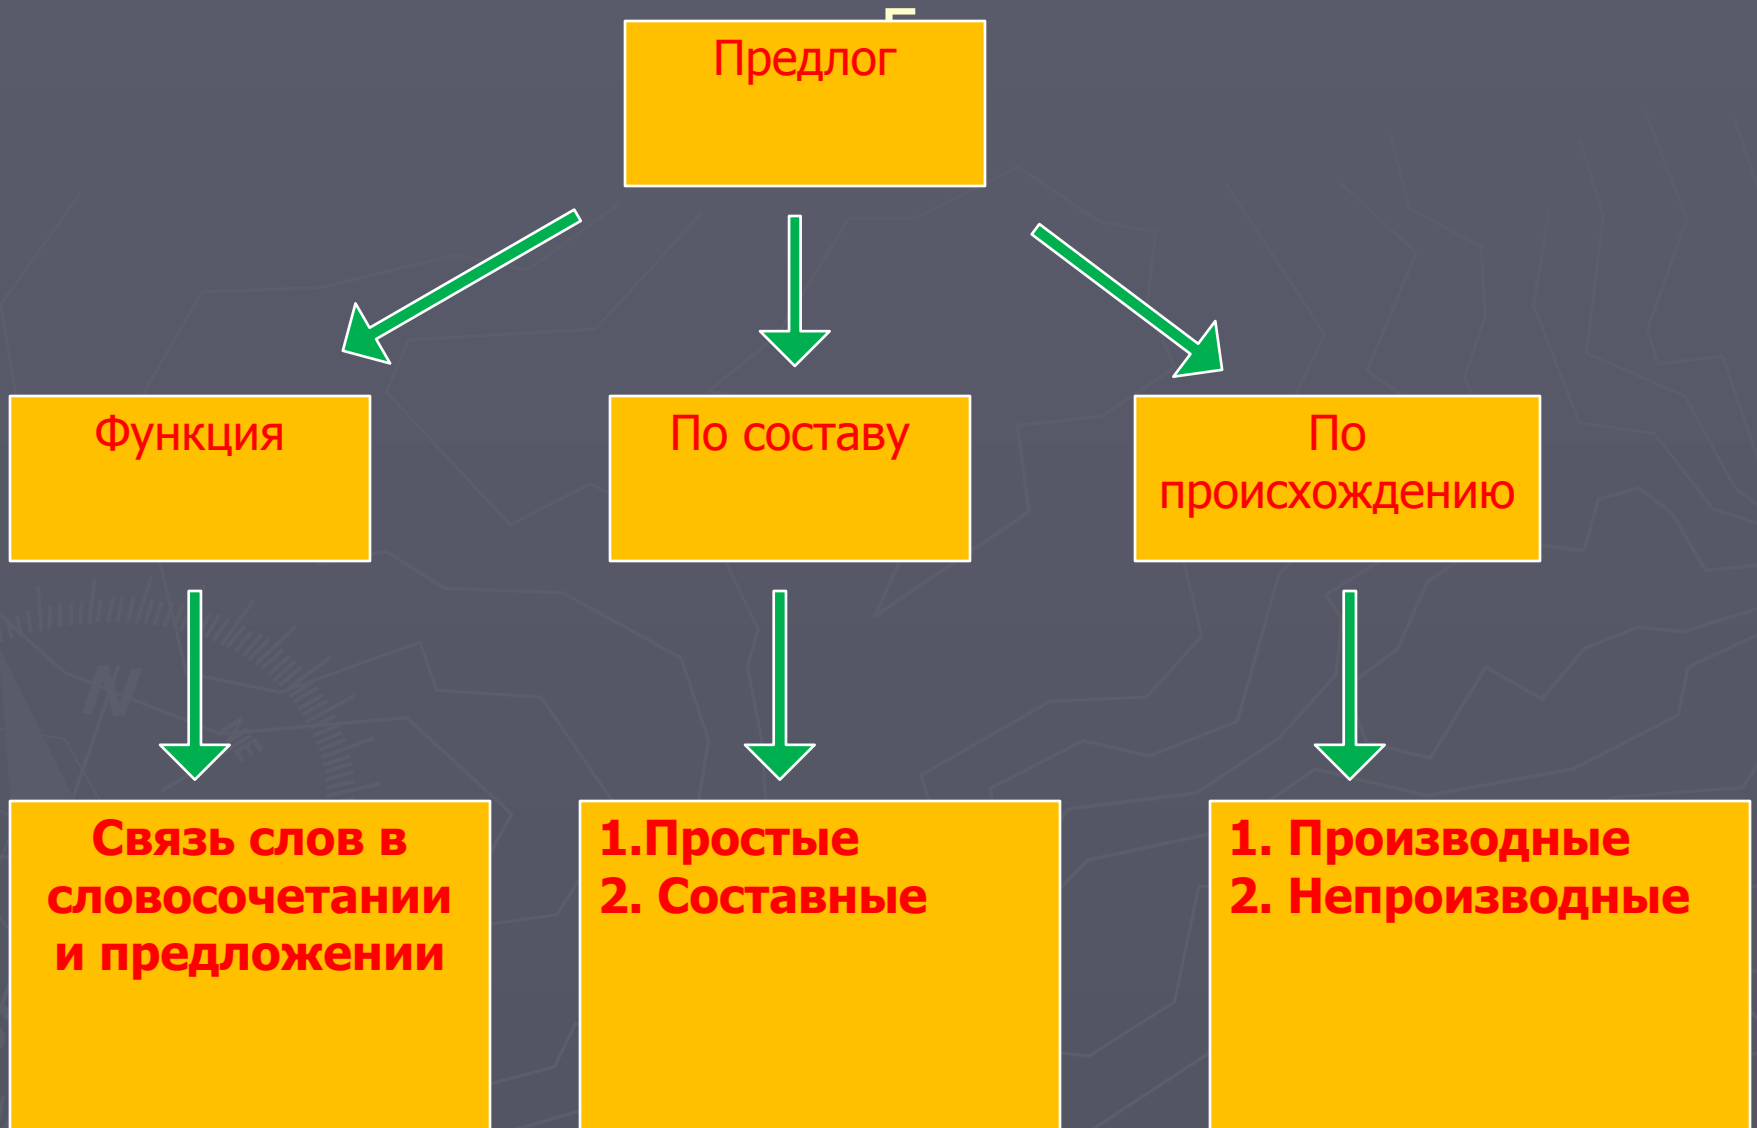 Предлог
Функция
По составу
По
происхождению
Связь слов в
словосочетании
и предложении
1.Простые
2. Составные
1. Производные
2. Непроизводные